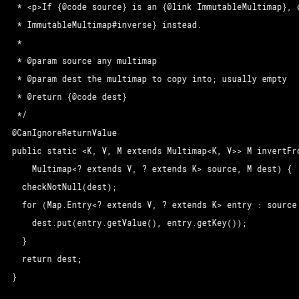 * <p>If {@code source} is an {@link ImmutableMultimap},
* ImmutableMultimap#inverse} instead.
*
* @param source any multimap
* @param dest the multimap to copy into; usually empty
* @return {@code dest}
*/
@CanIgnoreReturnValue
public static <K, V, M extends Multimap<K, V>> M invertFro
Multimap<? extends V, ? extends K> source, M dest) {
checkNotNull(dest);
for (Map.Entry<? extends V, ? extends K> entry : source
dest.put(entry.getValue(), entry.getKey());
}
return dest;
}